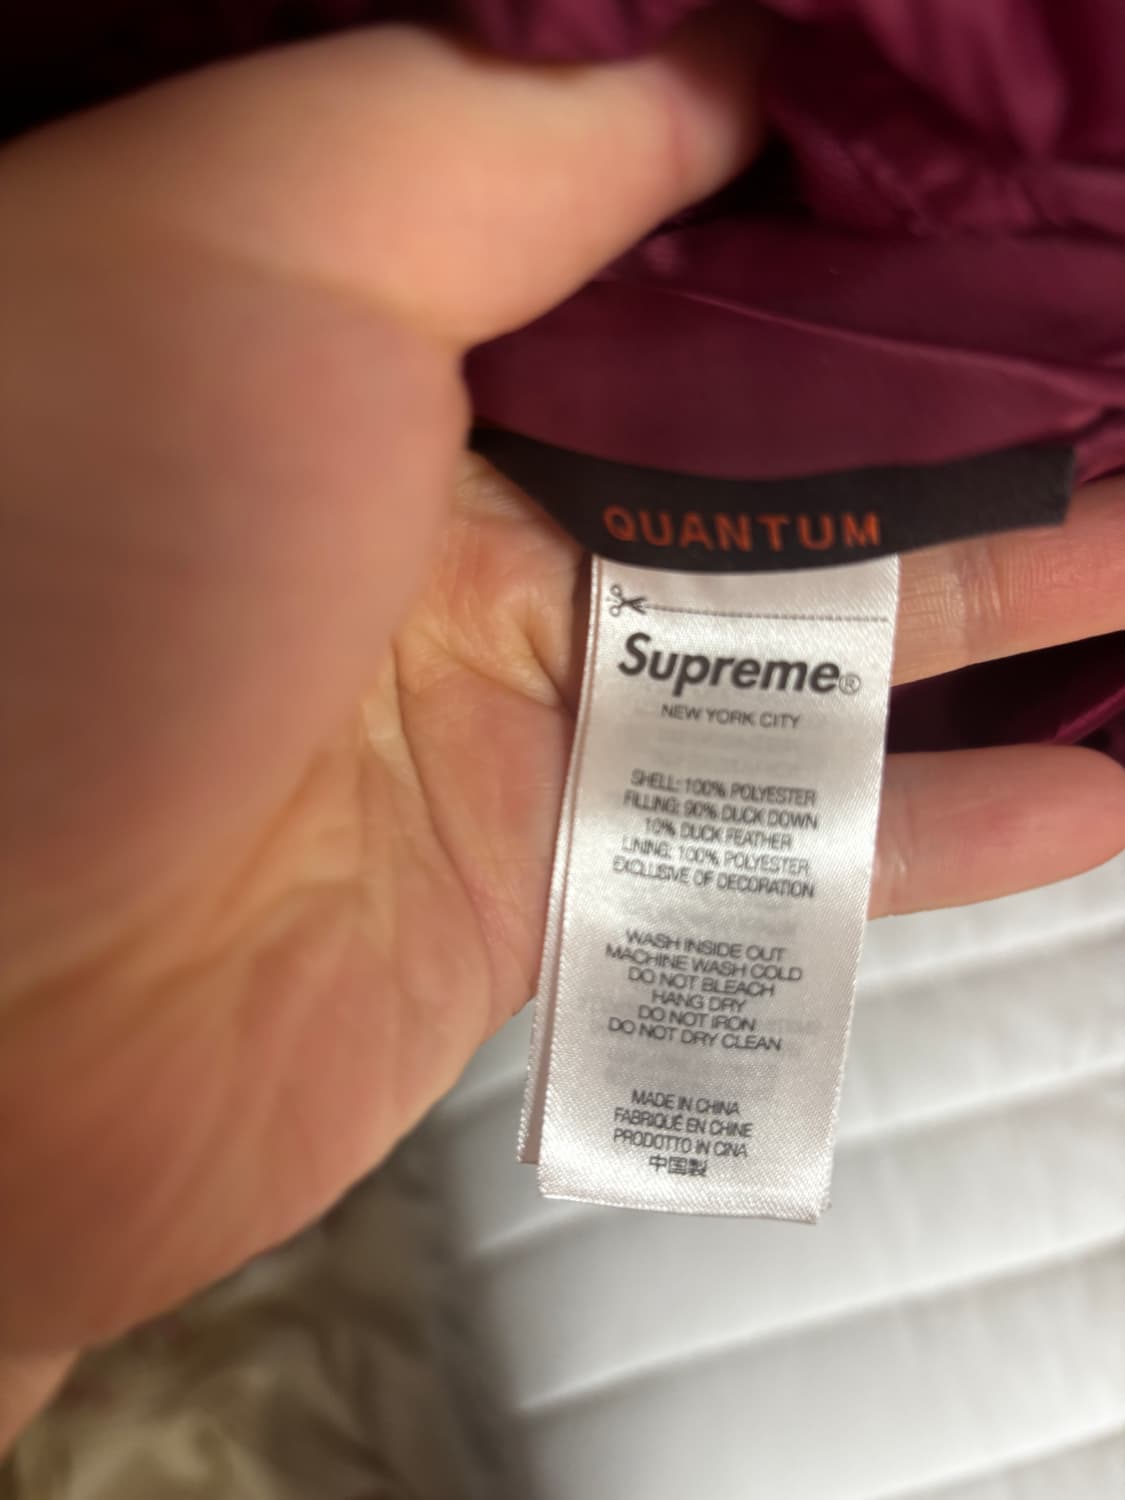 QUANTUM
Supreme®
NEW YORK CITY
SHELL: 100% POLYESTER
FILLING: 90% DUCK DOWN
10% DUCK FEATHER
LINING: 100% POLYESTER
EXCLUSIVE OF DECORATION
WASH INSIDE OUT
MACHINE WASH COLD
DO NOT BLEACH
HANG DRY
DO NOT IRON
DO NOT DRY CLEAN
MADE IN CHINA
FABRIQUÉ EN CHINE
PRODOTTO IN CINA
中国製